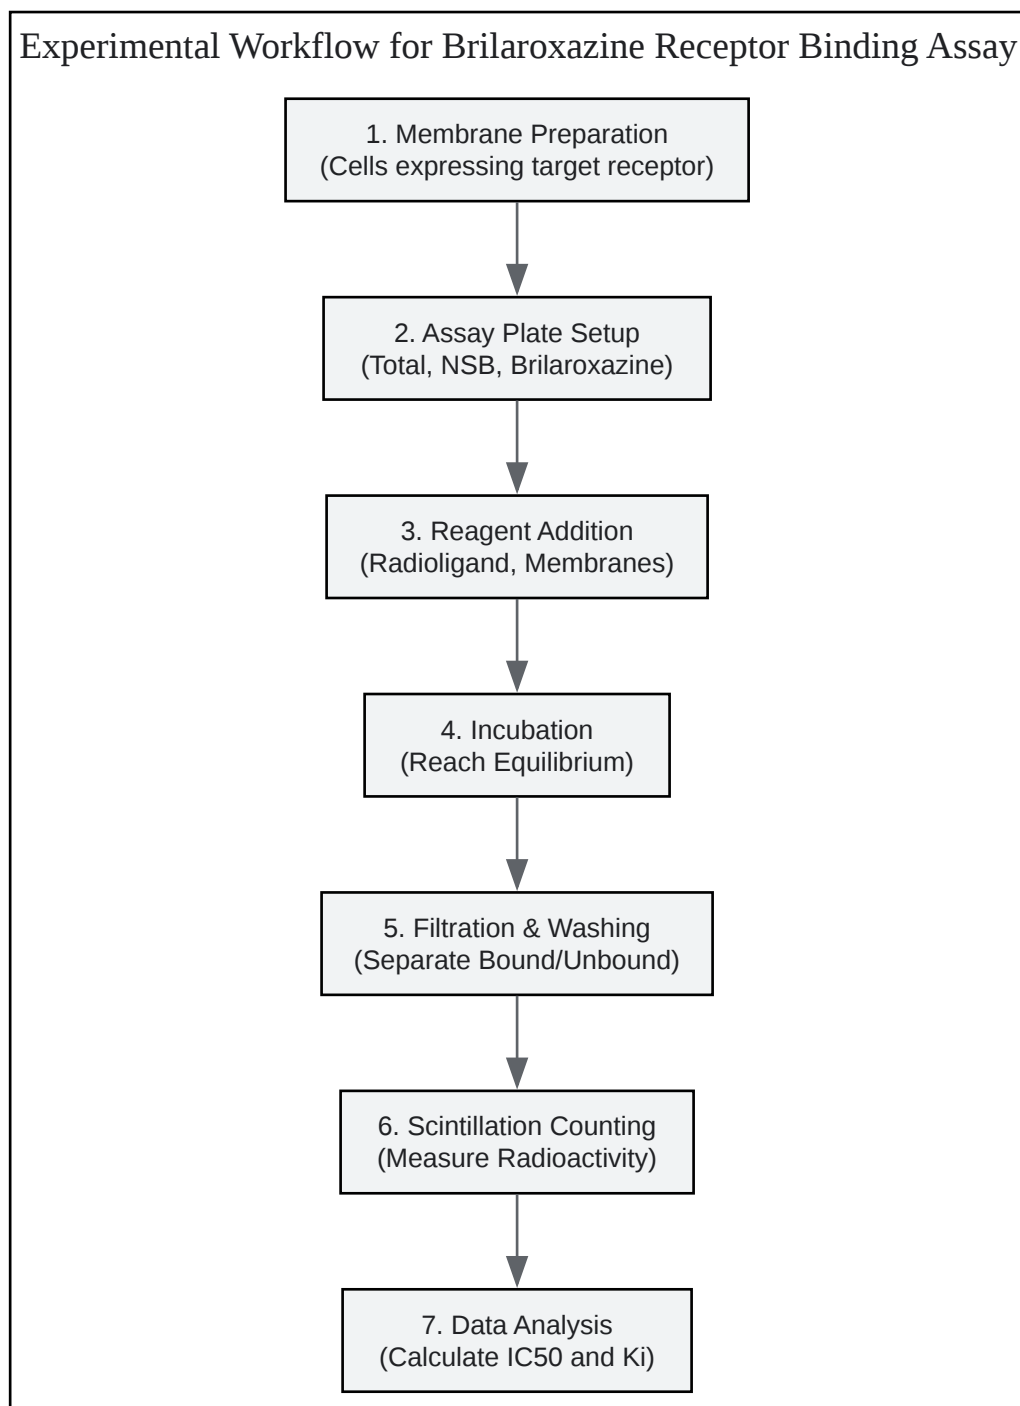 Experimental Workflow for Brilaroxazine Receptor Binding Assay
1. Membrane Preparation
(Cells expressing target receptor)
2. Assay Plate Setup
(Total, NSB, Brilaroxazine)
3. Reagent Addition
(Radioligand, Membranes)
4. Incubation
(Reach Equilibrium)
5. Filtration & Washing
(Separate Bound/Unbound)
6. Scintillation Counting
(Measure Radioactivity)
7. Data Analysis
(Calculate IC50 and Ki)